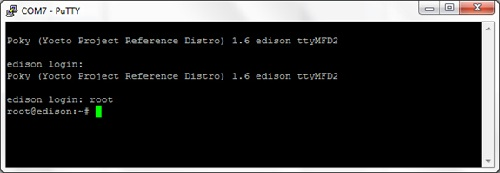 COM7 - PuTTY
Poky (Yocto Project Reference Distro) 1.6 edison ttyMFD2
edison login:
Poky (Yocto Project Reference Distro) 1.6 edison ttyMFD2
edison login: root
root@edison:~#